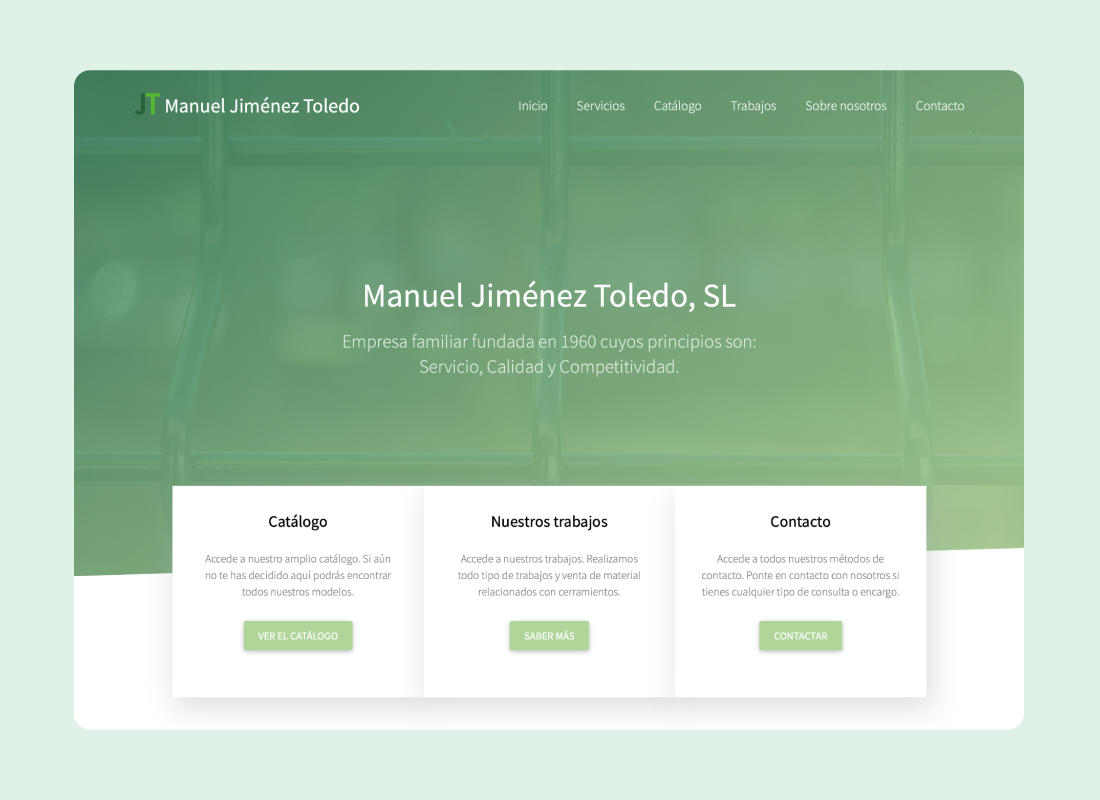 JT Manuel Jiménez Toledo
Inicio Servicios Catálogo Trabajos Sobre nosotros Contacto
Manuel Jiménez Toledo, SL
Empresa familiar fundada en 1960 cuyos principios son:
Servicio, Calidad y Competitividad.
Catálogo
Accede a nuestro amplio catálogo. Si aún
no te has decidido aquí podrás encontrar
todos nuestros modelos.
VER EL CATÁLOGO
Nuestros trabajos
Accede a nuestros trabajos. Realizamos
todo tipo de trabajos y venta de material
relacionados con cerramientos.
SABER MÁS
Contacto
Accede a todos nuestros métodos de
contacto. Ponte en contacto con nosotros si
tienes cualquier tipo de consulta o encargo.
CONTACTAR